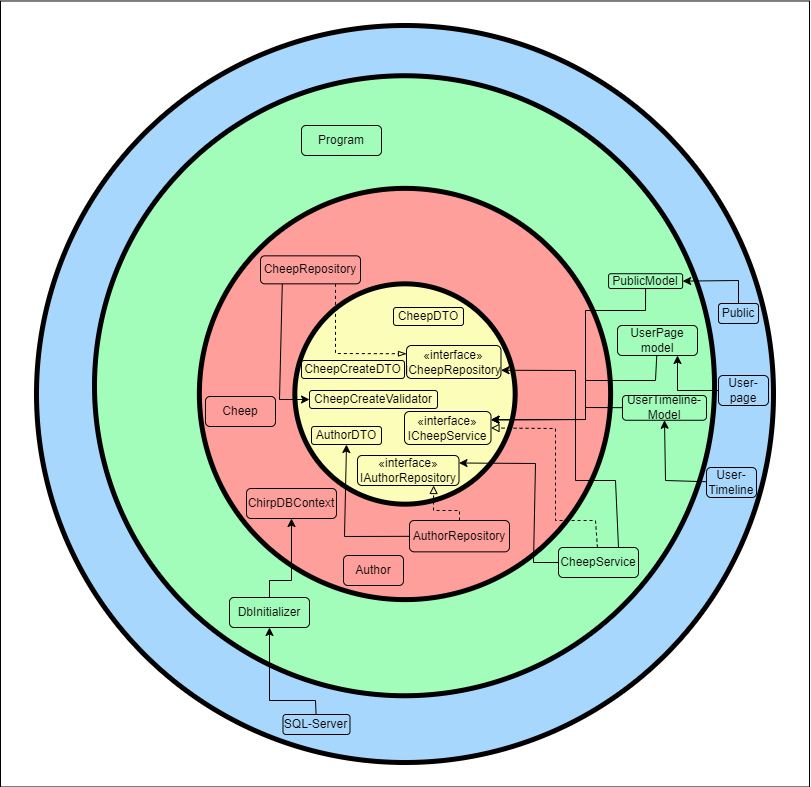 Program
CheepRepository
PublicModel
Public
CheepDTO
UserPage
model
«interface»
CheepRepository
CheepCreateDTO
User-
page
CheepCreateValidator
UserTimeline-
Model
Cheep
«interface»
ICheepService
AuthorDTO
«interface»
IAuthorRepository
User-
Timeline
ChirpDBContext
AuthorRepository
CheepService
Author
DbInitializer
SQL-Server